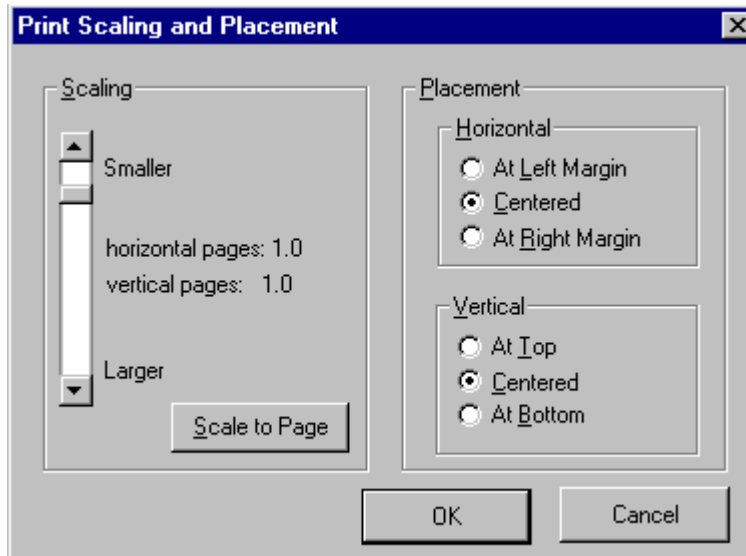 Print Scaling and Placement
Scaling
Smaller
horizontal pages: 1.0
vertical pages: 1.0
Larger
Scale to Page
Placement
Horizontal
At Left Margin
Centered
At Right Margin
Vertical
At Top
Centered
At Bottom
OK
Cancel